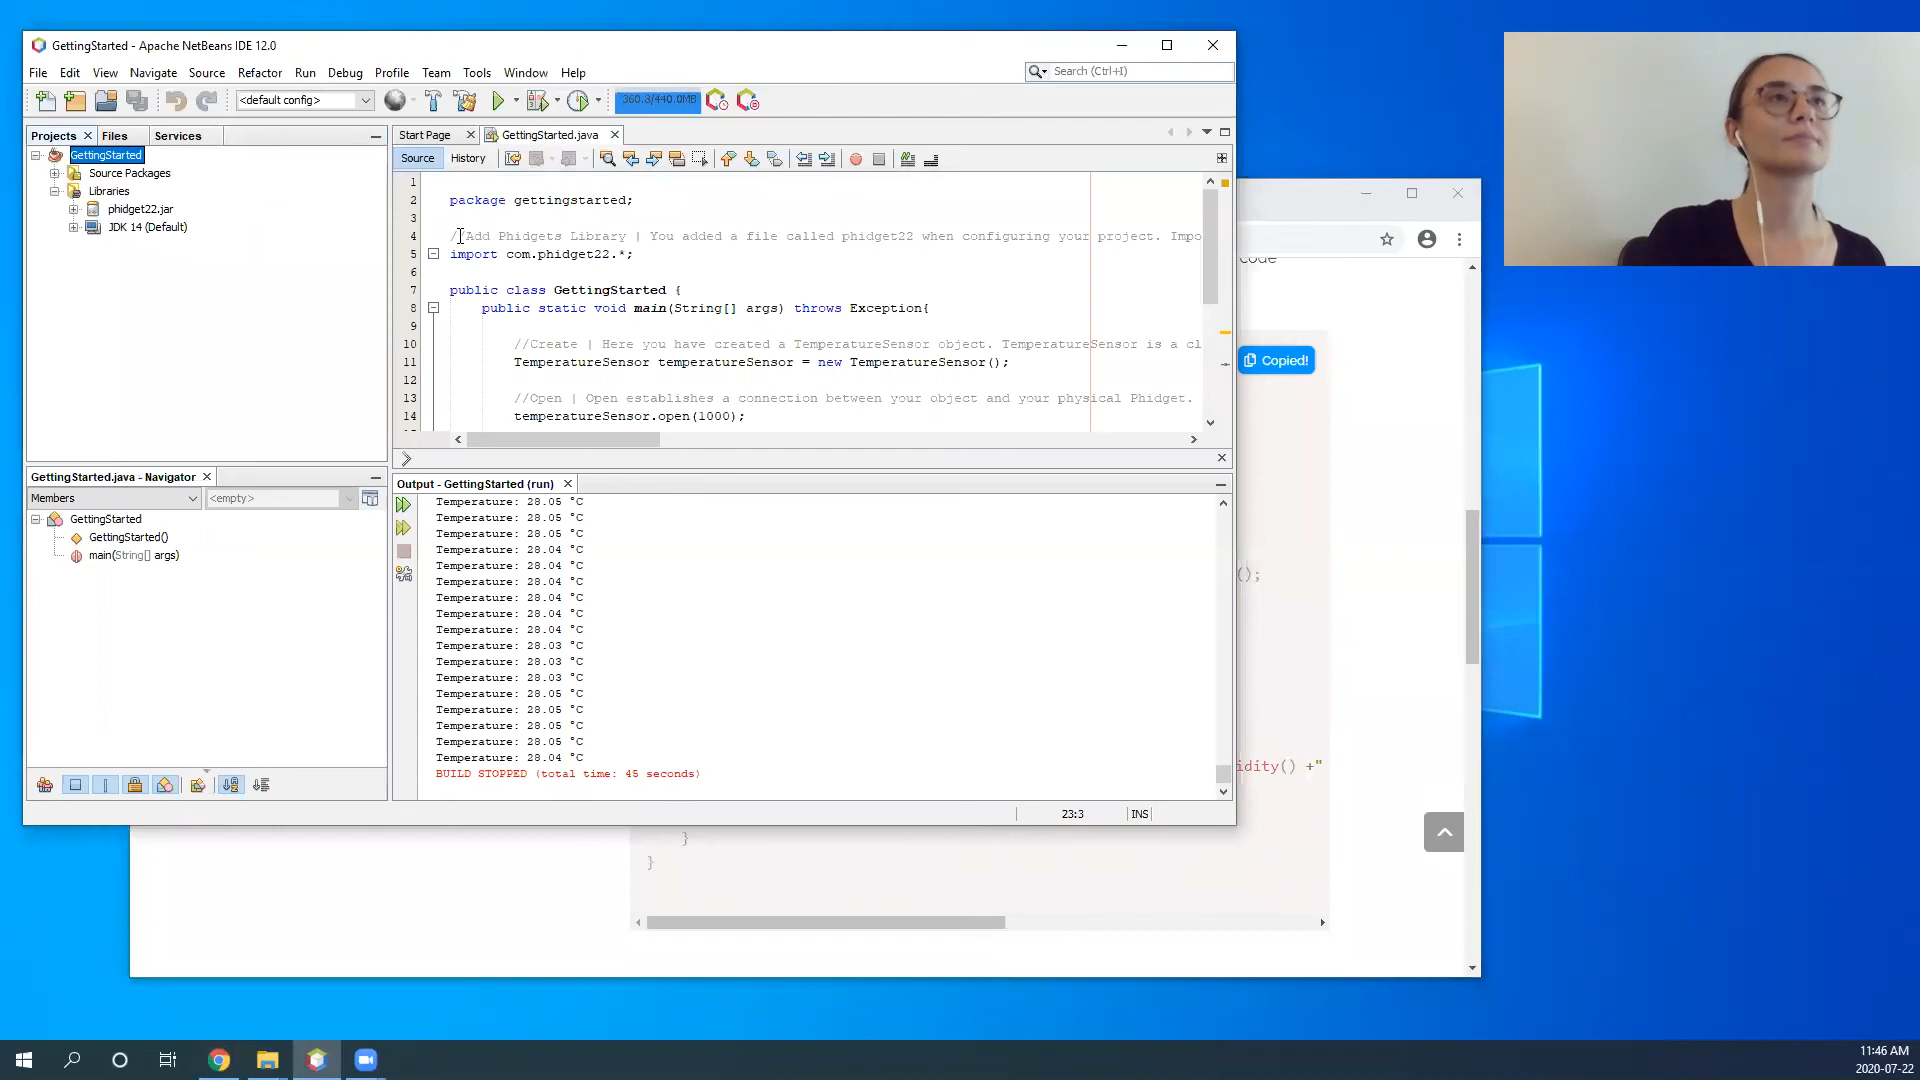 GettingStarted - Apache NetBeans IDE 12.0
File Edit View Navigate Source Refactor Run Debug Profile Team Tools Window Help
Search (Ctrl+I)
<default config>
360.8/440.0MB
Projects Files Services
GettingStarted
Source Packages
Libraries
phidget22.jar
JDK 14 (Default)
Start Page GettingStarted.java
Source History
1
2 package gettingstarted;
3
4 //Add Phidgets Library | You added a file called phidget22 when configuring your project. Impo
5 import com.phidget22.*;
6
7 public class GettingStarted {
8 public static void main(String[] args) throws Exception{
9
10 //Create | Here you have created a TemperatureSensor object. TemperatureSensor is a cl
11 TemperatureSensor temperatureSensor = new TemperatureSensor();
12
13 //Open | Open establishes a connection between your object and your physical Phidget.
14 temperatureSensor.open(1000);
GettingStarted.java - Navigator
Members <empty>
GettingStarted
GettingStarted()
main(String[] args)
Output - GettingStarted (run)
Temperature: 28.05 °C
Temperature: 28.05 °C
Temperature: 28.05 °C
Temperature: 28.04 °C
Temperature: 28.04 °C
Temperature: 28.04 °C
Temperature: 28.04 °C
Temperature: 28.04 °C
Temperature: 28.04 °C
Temperature: 28.03 °C
Temperature: 28.03 °C
Temperature: 28.03 °C
Temperature: 28.05 °C
Temperature: 28.05 °C
Temperature: 28.05 °C
Temperature: 28.05 °C
Temperature: 28.04 °C
BUILD STOPPED (total time: 45 seconds)
23:3 INS
Copied!
();
idity() +"
}
}
11:46 AM
2020-07-22